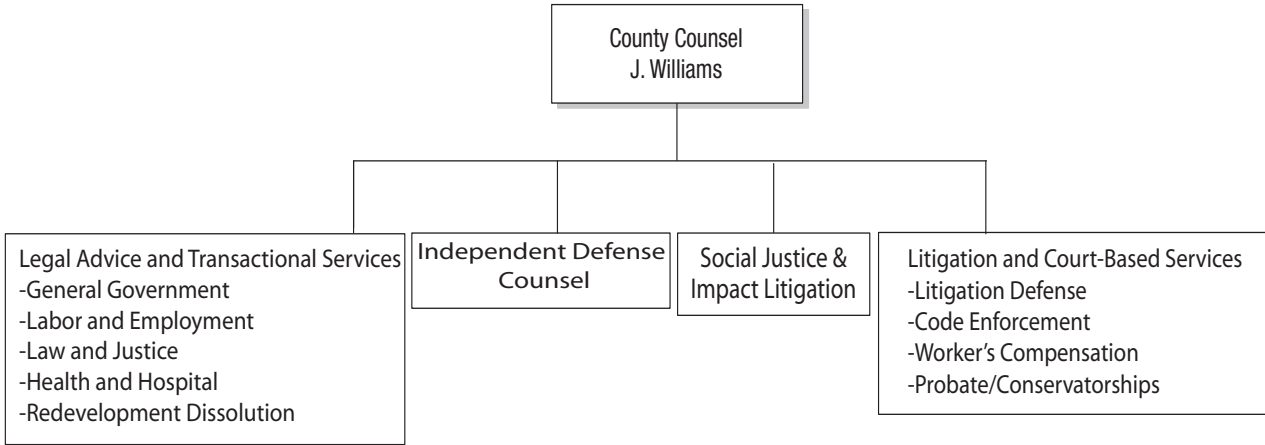 County Counsel
J. Williams
Legal Advice and Transactional Services
-General Government
-Labor and Employment
-Law and Justice
-Health and Hospital
-Redevelopment Dissolution
Independent Defense
Counsel
Social Justice &
Impact Litigation
Litigation and Court-Based Services
-Litigation Defense
-Code Enforcement
-Worker’s Compensation
-Probate/Conservatorships